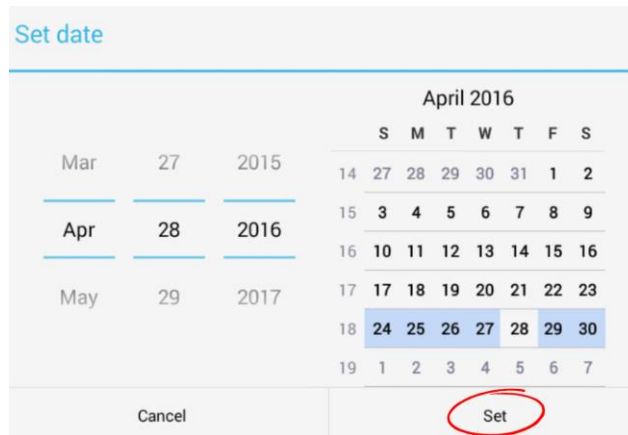 Set date
Mar 27 2015
Apr 28 2016
May 29 2017
April 2016
S M T W T F S
14 27 28 29 30 31 1 2
15 3 4 5 6 7 8 9
16 10 11 12 13 14 15 16
17 17 18 19 20 21 22 23
18 24 25 26 27 28 29 30
19 1 2 3 4 5 6 7
Cancel Set